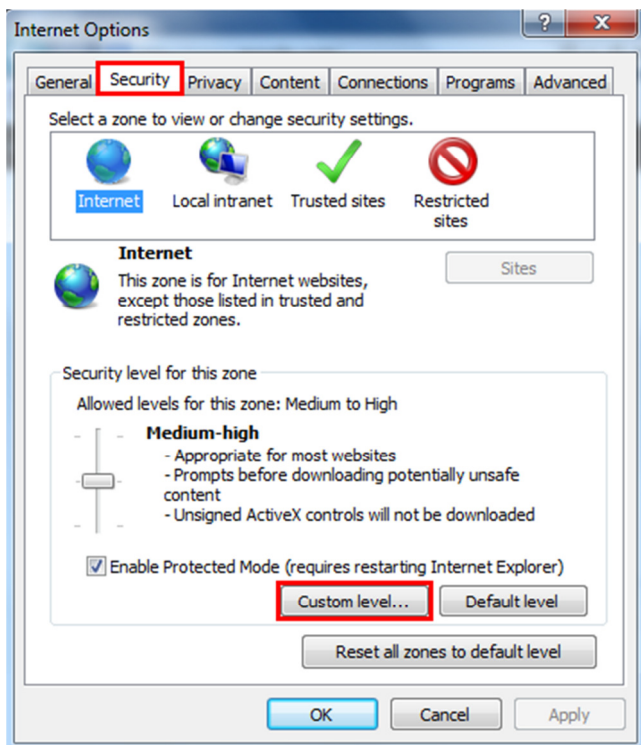 Internet Options
?
X
General Security Privacy Content Connections Programs Advanced
Select a zone to view or change security settings.
Internet Local intranet Trusted sites Restricted
sites
Internet
Sites
This zone is for Internet websites,
except those listed in trusted and
restricted zones.
Security level for this zone
Allowed levels for this zone: Medium to High
Medium-high
- Appropriate for most websites
- Prompts before downloading potentially unsafe
content
- Unsigned ActiveX controls will not be downloaded
Enable Protected Mode (requires restarting Internet Explorer)
Custom level... Default level
Reset all zones to default level
OK Cancel Apply